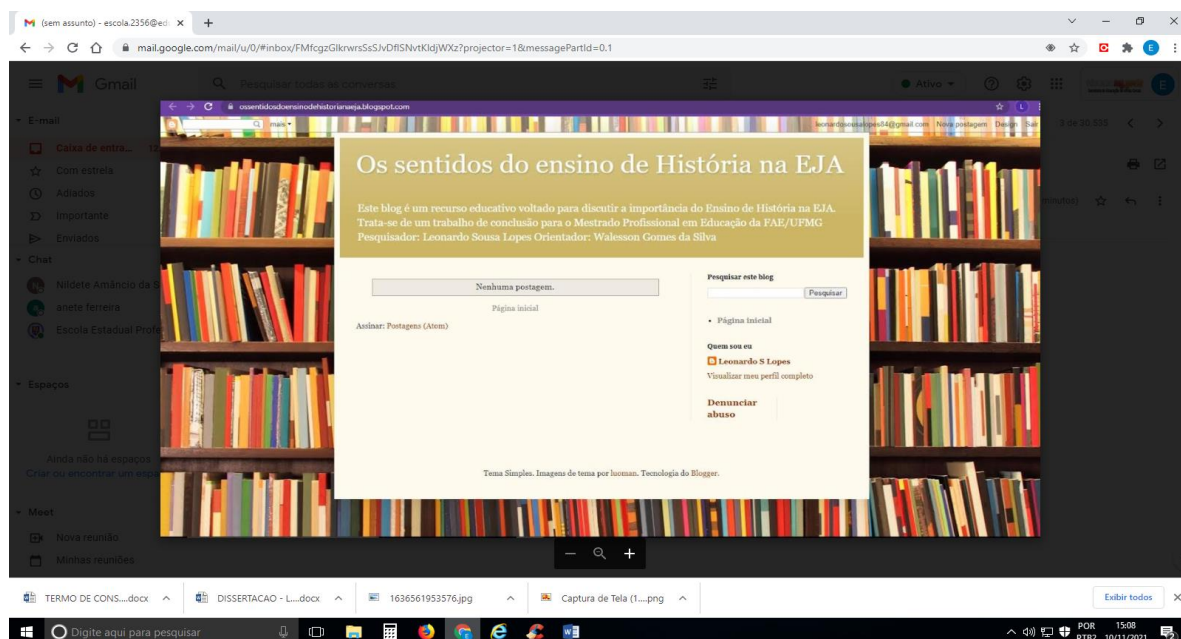 (sem assunto) - escola.2356@ed
mail.google.com/mail/u/0/#inbox/FMfcgzGlkrwrsSsSJvDflSNvtKldjWXz?projector=1&messagePartId=0.1
Gmail
Pesquisar todas as conversas
Ativo
E
ossentidosdoensinodehistorianaeja.blogspot.com
mais
leonardosousalopes84@gmail.com Nova postagem Design Sair
3 de 30.555
E-mail
Caixa de entra...
Com estrela
Adiados
Importante
Enviados
Chat
Nildete Amâncio da S
anete ferreira
Escola Estadual Profe
Espaços
Ainda não há espaços
Criar ou encontrar um espa
Meet
Nova reunião
Minhas reuniões
Os sentidos do ensino de História na EJA
Este blog é um recurso educativo voltado para discutir a importância do Ensino de História na EJA.
Trata-se de um trabalho de conclusão para o Mestrado Profissional em Educação da FAE/UFMG
Pesquisador: Leonardo Sousa Lopes Orientador: Walesson Gomes da Silva
Nenhuma postagem.
Página inicial
Assinar: Postagens (Atom)
Pesquisar este blog
Pesquisar
Página inicial
Quem sou eu
Leonardo S Lopes
Visualizar meu perfil completo
Denunciar
abuso
Tema Simples. Imagens de tema por luoman. Tecnologia do Blogger.
TERMO DE CONS....docx
DISSERTACAO - L....docx
1636561953576.jpg
Captura de Tela (1....png
Exibir todos
Digite aqui para pesquisar
POR 15:08
PTB2 10/11/2021